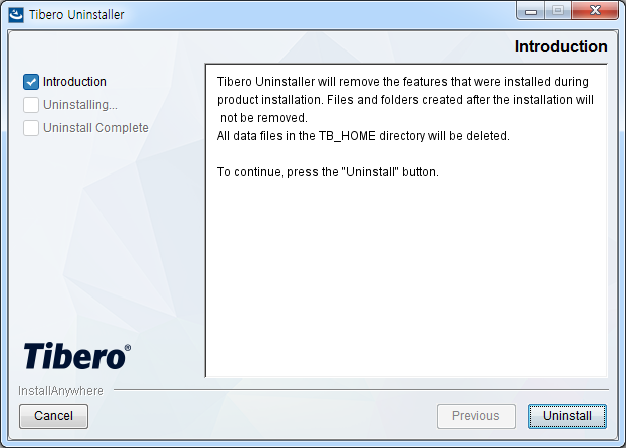 Tibero Uninstaller
Introduction
Introduction
Uninstalling...
Uninstall Complete
Tibero Uninstaller will remove the features that were installed during
product installation. Files and folders created after the installation will
not be removed.
All data files in the TB_HOME directory will be deleted.
To continue, press the "Uninstall" button.
Tibero®
InstallAnywhere
Cancel
Previous
Uninstall